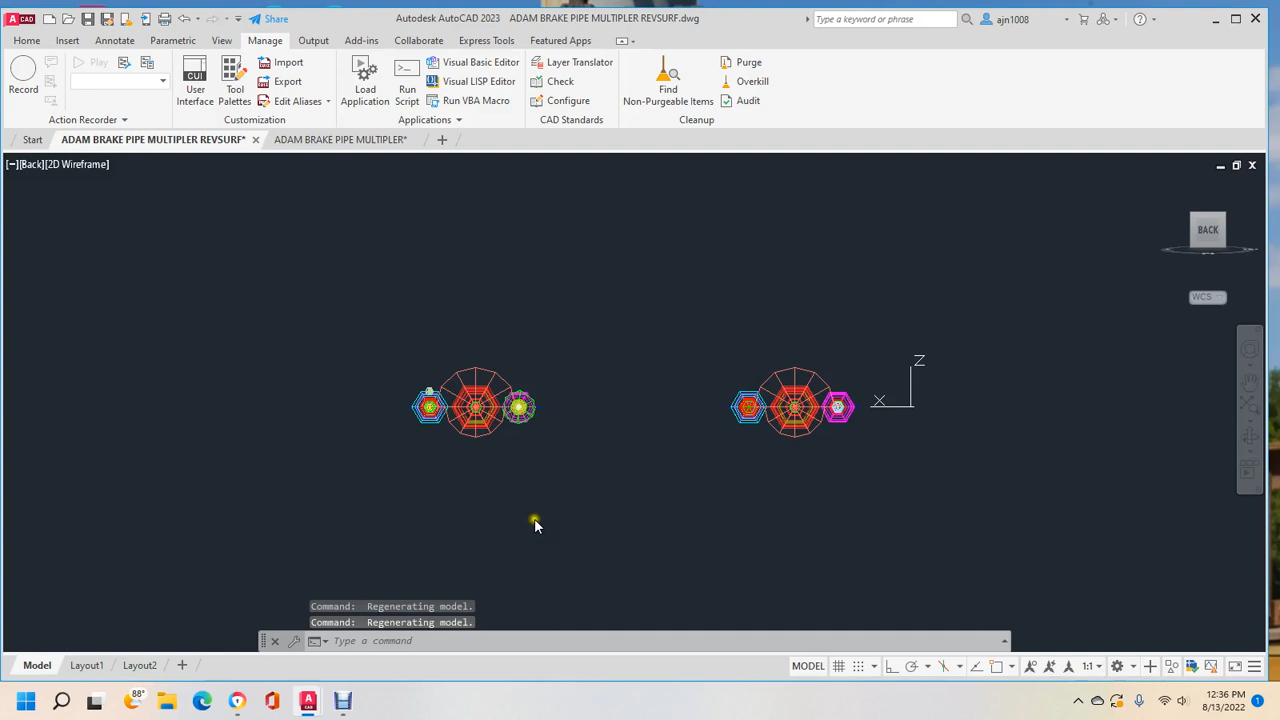 CAD Share Autodesk AutoCAD 2023 ADAM BRAKE PIPE MULTIPLER REVSURF.dwg Type a keyword or phrase ajn1008
Home Insert Annotate Parametric View Manage Output Add-ins Collaborate Express Tools Featured Apps
Play Import Visual Basic Editor Layer Translator Purge
CUI Export Visual LISP Editor Check Overkill
Record User Interface Tool Palettes Edit Aliases Load Application Run Script Run VBA Macro Configure Find Non-Purgeable Items Audit
Action Recorder Customization Applications CAD Standards Cleanup
Start ADAM BRAKE PIPE MULTIPLER REVSURF* ADAM BRAKE PIPE MULTIPLER*
[−][Back][2D Wireframe]
BACK
WCS
Z
X
Command: Regenerating model.
Command: Regenerating model.
Type a command
Model Layout1 Layout2 MODEL 1:1
88°
12:36 PM
8/13/2022
1